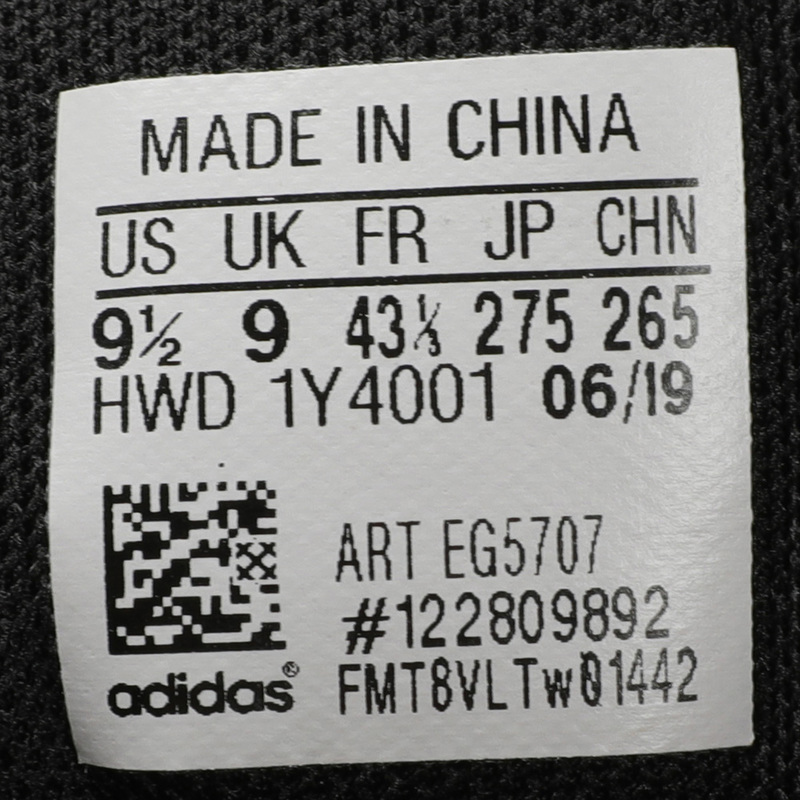 MADE IN CHINA
US UK FR JP CHN
9½ 9 43⅓ 275 265
HWD 1Y4001 06/19
ART EG5707
#122809892
adidas®
FMT8VLTw01442